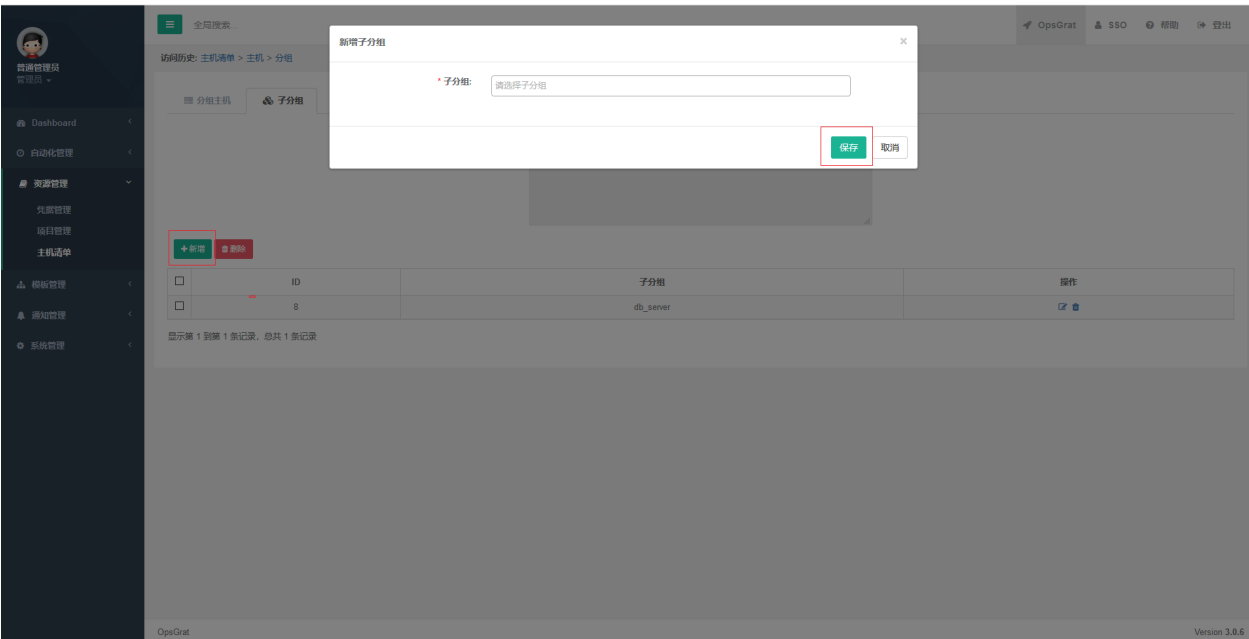 全局搜索...
OpsGrat
SSO
帮助
登出
普通管理员
管理员
访问历史: 主机清单 > 主机 > 分组
新增子分组
×
* 子分组:
请选择子分组
保存
取消
分组主机
子分组
Dashboard
自动化管理
资源管理
凭据管理
项目管理
主机清单
模板管理
通知管理
系统管理
+新增
删除
ID
子分组
操作
8
db_server
显示第 1 到第 1 条记录，总共 1 条记录
OpsGrat
Version 3.0.6